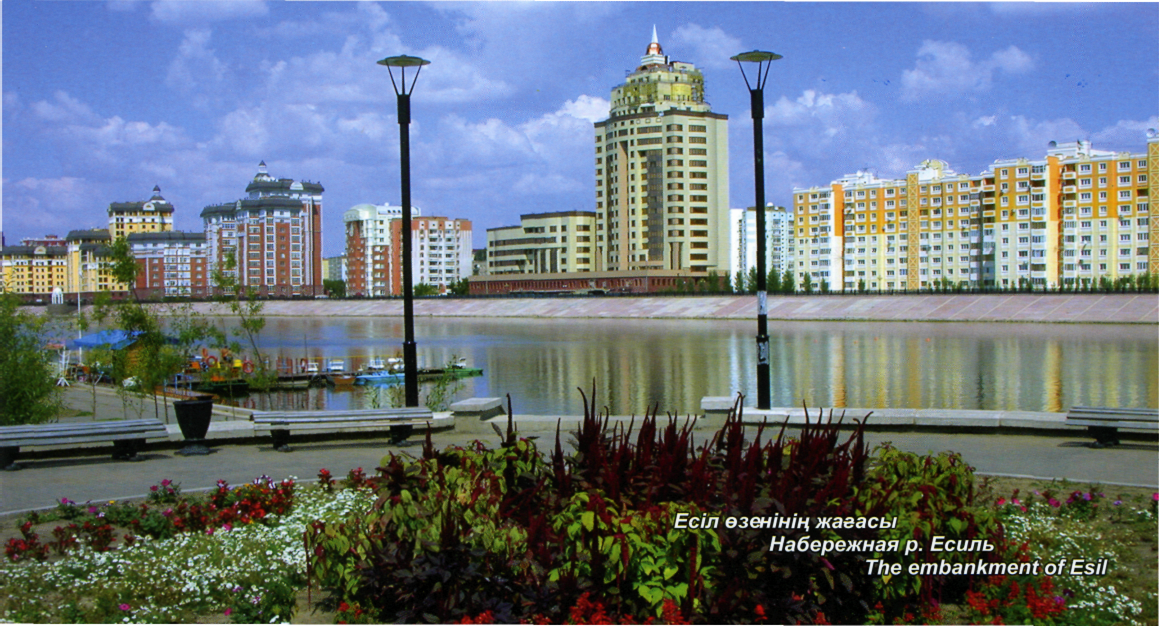 Есіл өзенінің жағасы
Набережная р. Есиль
The embankment of Esil